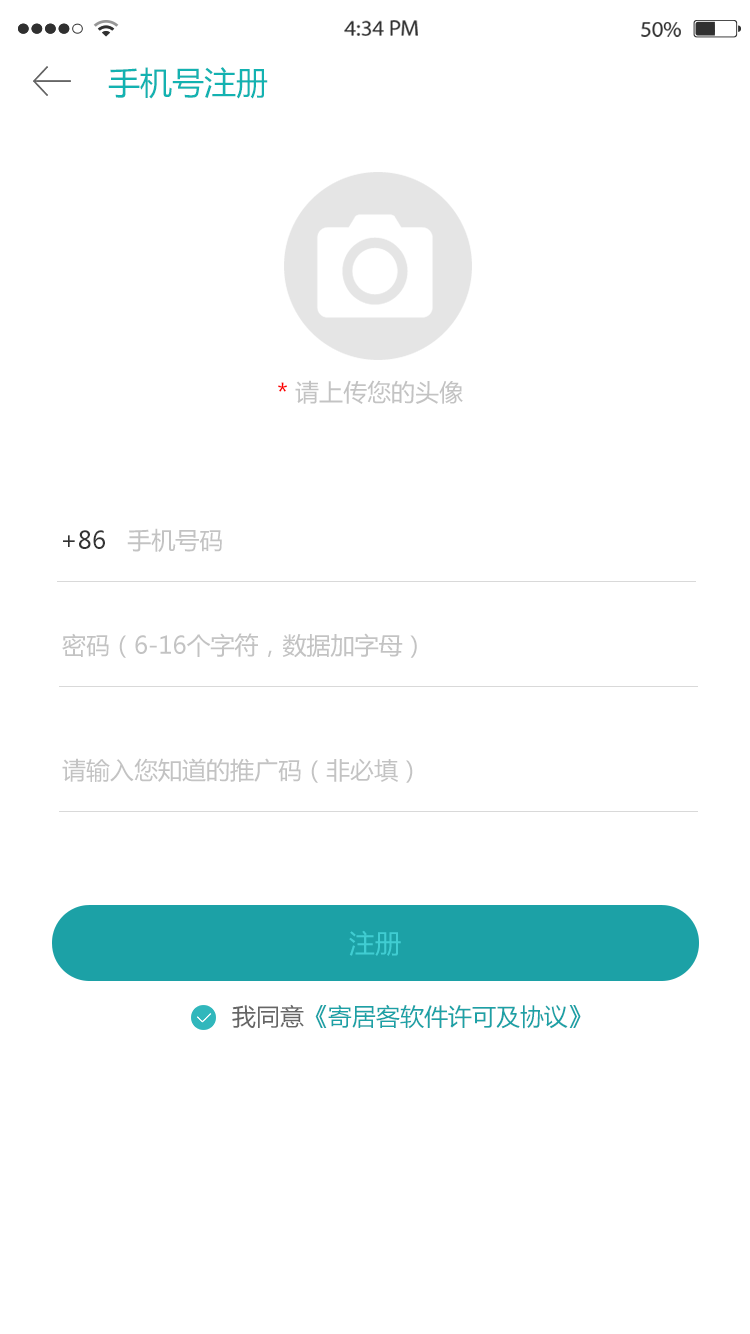 4:34 PM
50%
手机号注册
* 请上传您的头像
+86 手机号码
密码（6-16个字符，数据加字母）
请输入您知道的推广码（非必填）
注册
我同意《寄居客软件许可及协议》